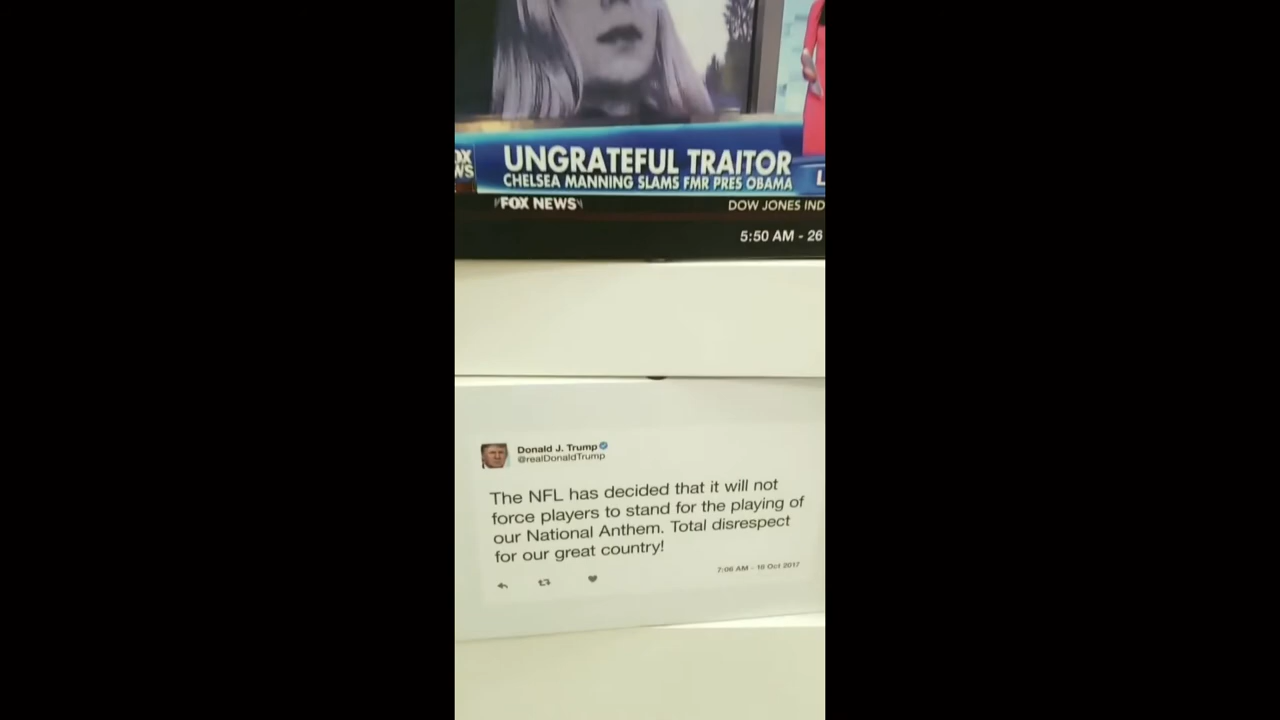 UNGRATEFUL TRAITOR
CHELSEA MANNING SLAMS FMR PRES OBAMA
FOX NEWS
DOW JONES IND
5:50 AM - 26
Donald J. Trump
@realDonaldTrump
The NFL has decided that it will not
force players to stand for the playing of
our National Anthem. Total disrespect
for our great country!
7:06 AM - 18 Oct 2017